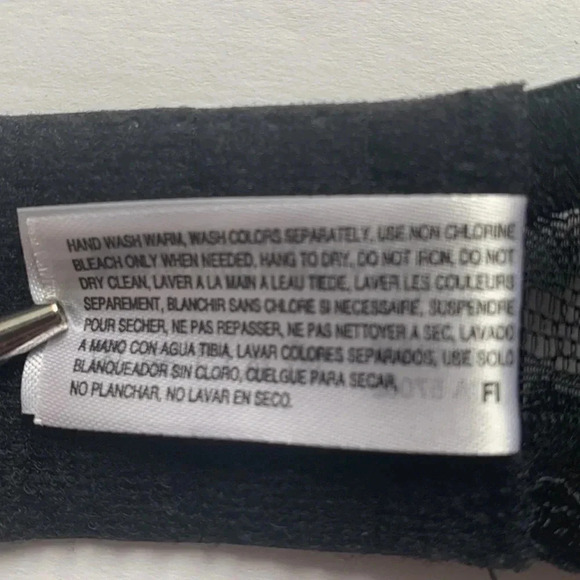 HAND WASH WARM, WASH COLORS SEPARATELY, USE NON CHLORINE
BLEACH ONLY WHEN NEEDED, HANG TO DRY, DO NOT IRON, DO NOT
DRY CLEAN, LAVER A LA MAIN A LEAU TIEDE, LAVER LES COULEURS
SEPAREMENT, BLANCHIR SANS CHLORE SI NECESSAIRE, SUSPENDRE
POUR SECHER, NE PAS REPASSER, NE PAS NETTOYER A SEC, LAVADO
A MANO CON AGUA TIBIA, LAVAR COLORES SEPARADOS, USE SOLO
BLANQUEADOR SIN CLORO, CUELGUE PARA SECAR,
NO PLANCHAR, NO LAVAR EN SECO.
FI